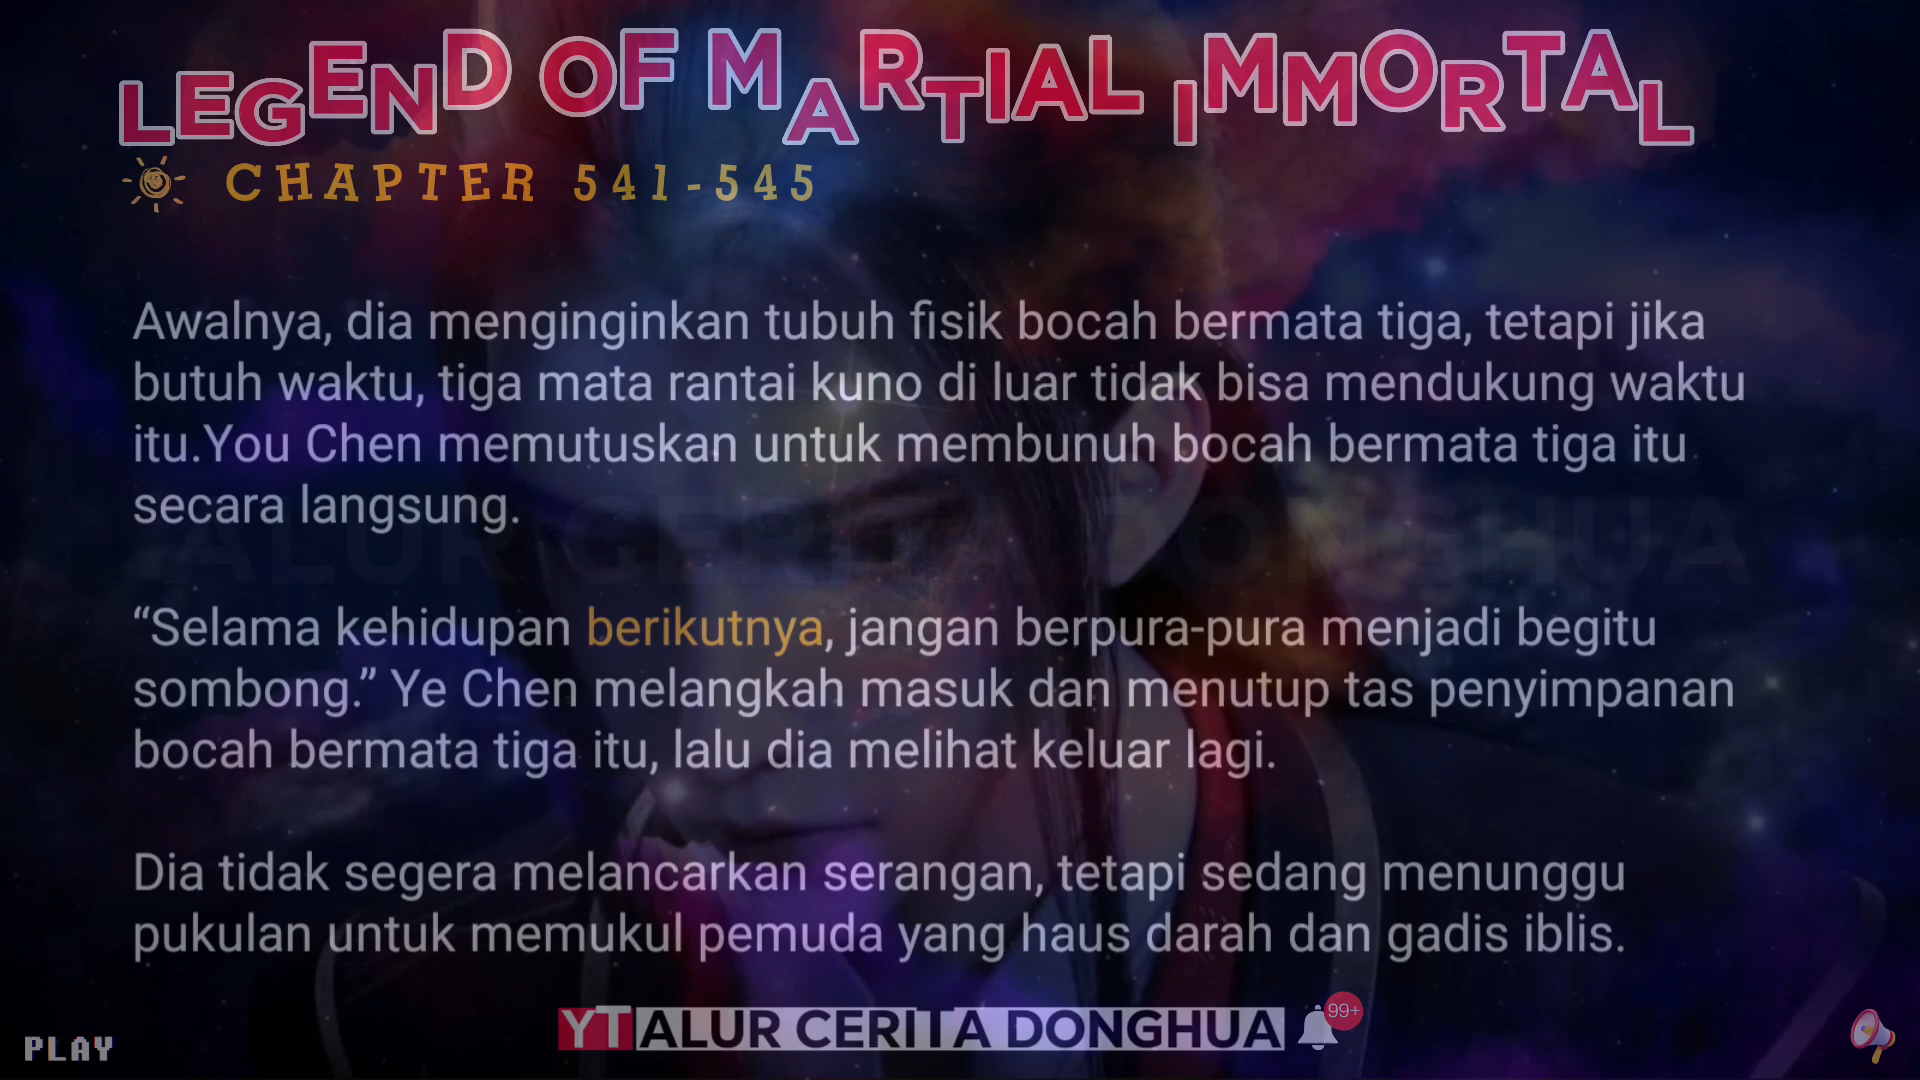 LEGEND OF MARTIAL IMMORTAL
CHAPTER 541-545
Awalnya, dia menginginkan tubuh fisik bocah bermata tiga, tetapi jika
butuh waktu, tiga mata rantai kuno di luar tidak bisa mendukung waktu
itu.You Chen memutuskan untuk membunuh bocah bermata tiga itu
secara langsung.
ALUR CERITA DONGHUA
“Selama kehidupan berikutnya, jangan berpura-pura menjadi begitu
sombong.” Ye Chen melangkah masuk dan menutup tas penyimpanan
bocah bermata tiga itu, lalu dia melihat keluar lagi.
Dia tidak segera melancarkan serangan, tetapi sedang menunggu
pukulan untuk memukul pemuda yang haus darah dan gadis iblis.
YT ALUR CERITA DONGHUA 99+
PLAY